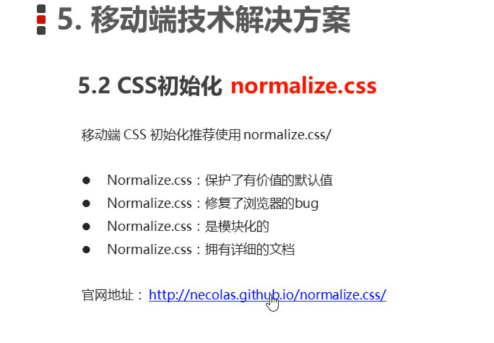 5. 移动端技术解决方案
5.2 CSS初始化 normalize.css
移动端 CSS 初始化推荐使用 normalize.css/
● Normalize.css：保护了有价值的默认值
● Normalize.css：修复了浏览器的bug
● Normalize.css：是模块化的
● Normalize.css：拥有详细的文档
官网地址： http://necolas.github.io/normalize.css/